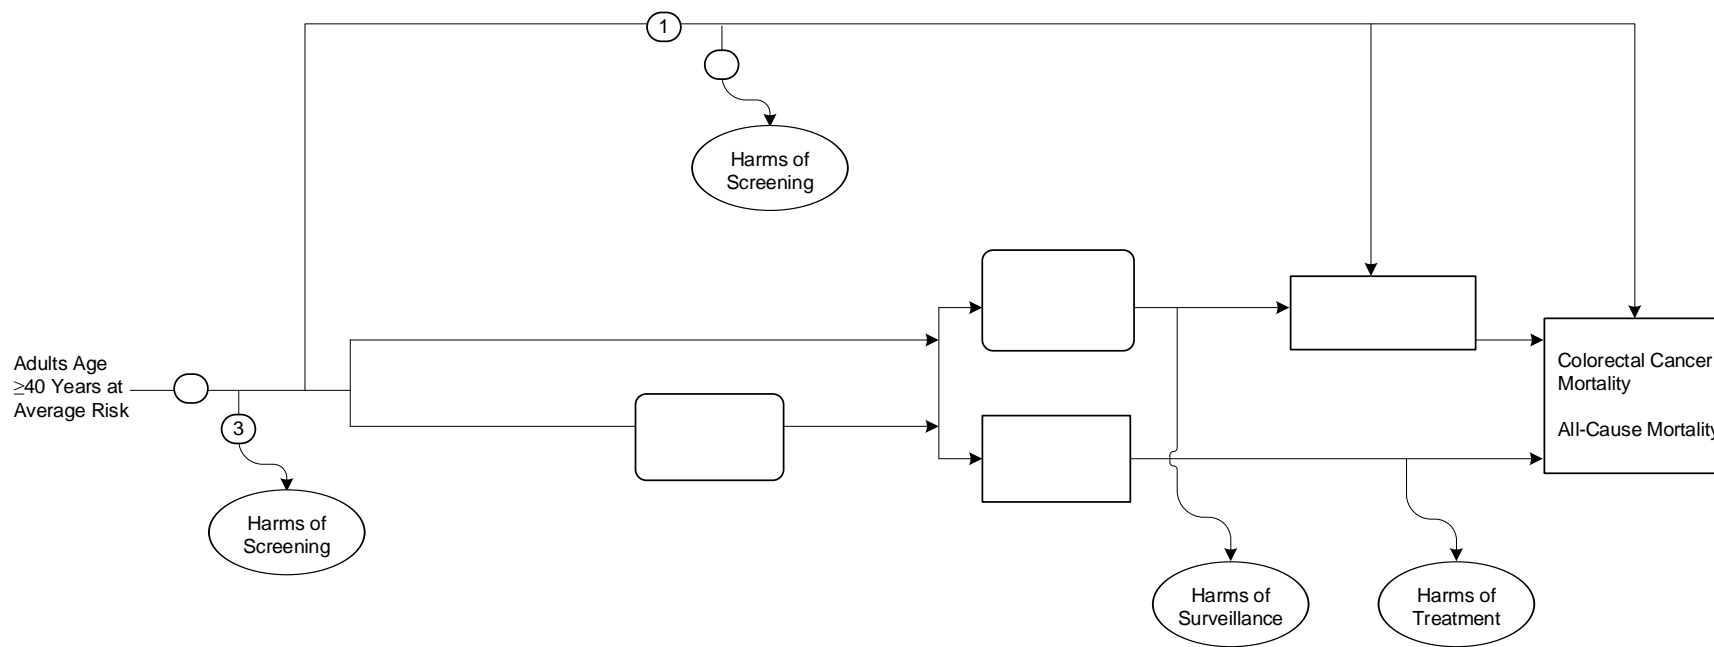 1
Harms of
Screening
Adults Age
≥40 Years at
Average Risk
3
Harms of
Screening
Colorectal Cancer
Mortality
All-Cause Mortality
Harms of
Surveillance
Harms of
Treatment